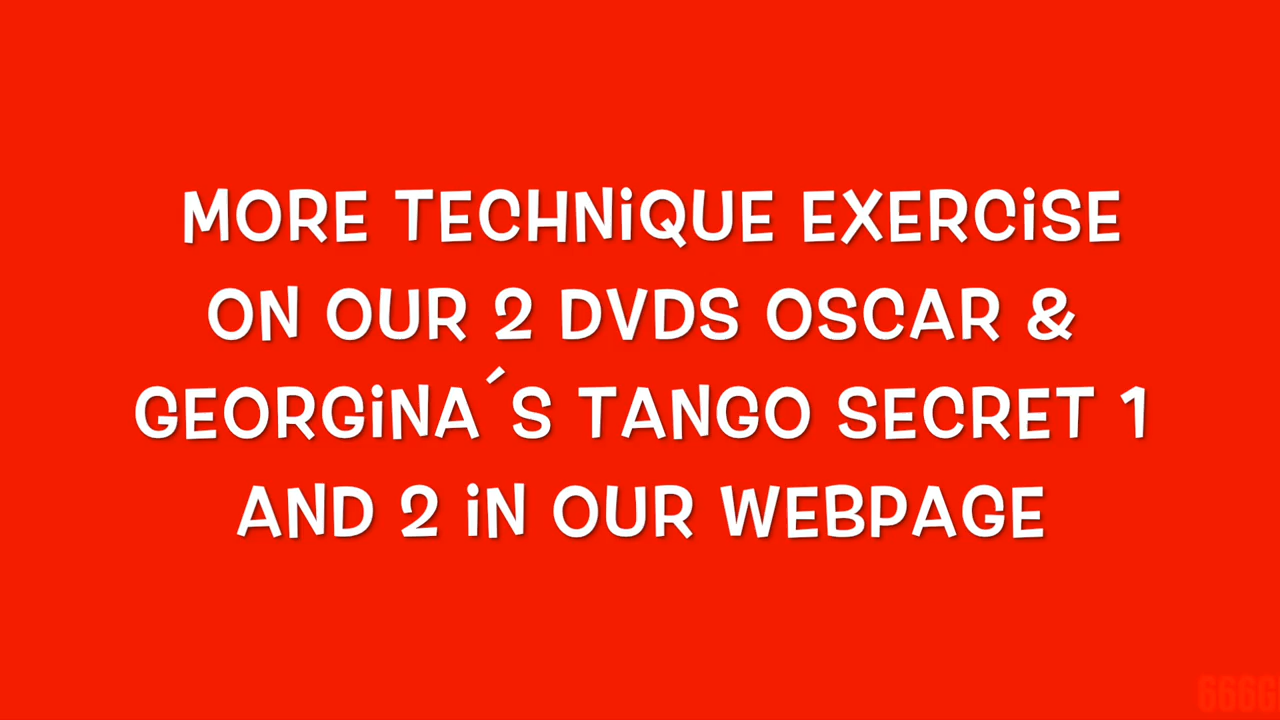 MORE TECHNiQUE EXERCiSE
ON OUR 2 DVDS OSCAR &
GEORGiNA´S TANGO SECRET 1
AND 2 iN OUR WEBPAGE